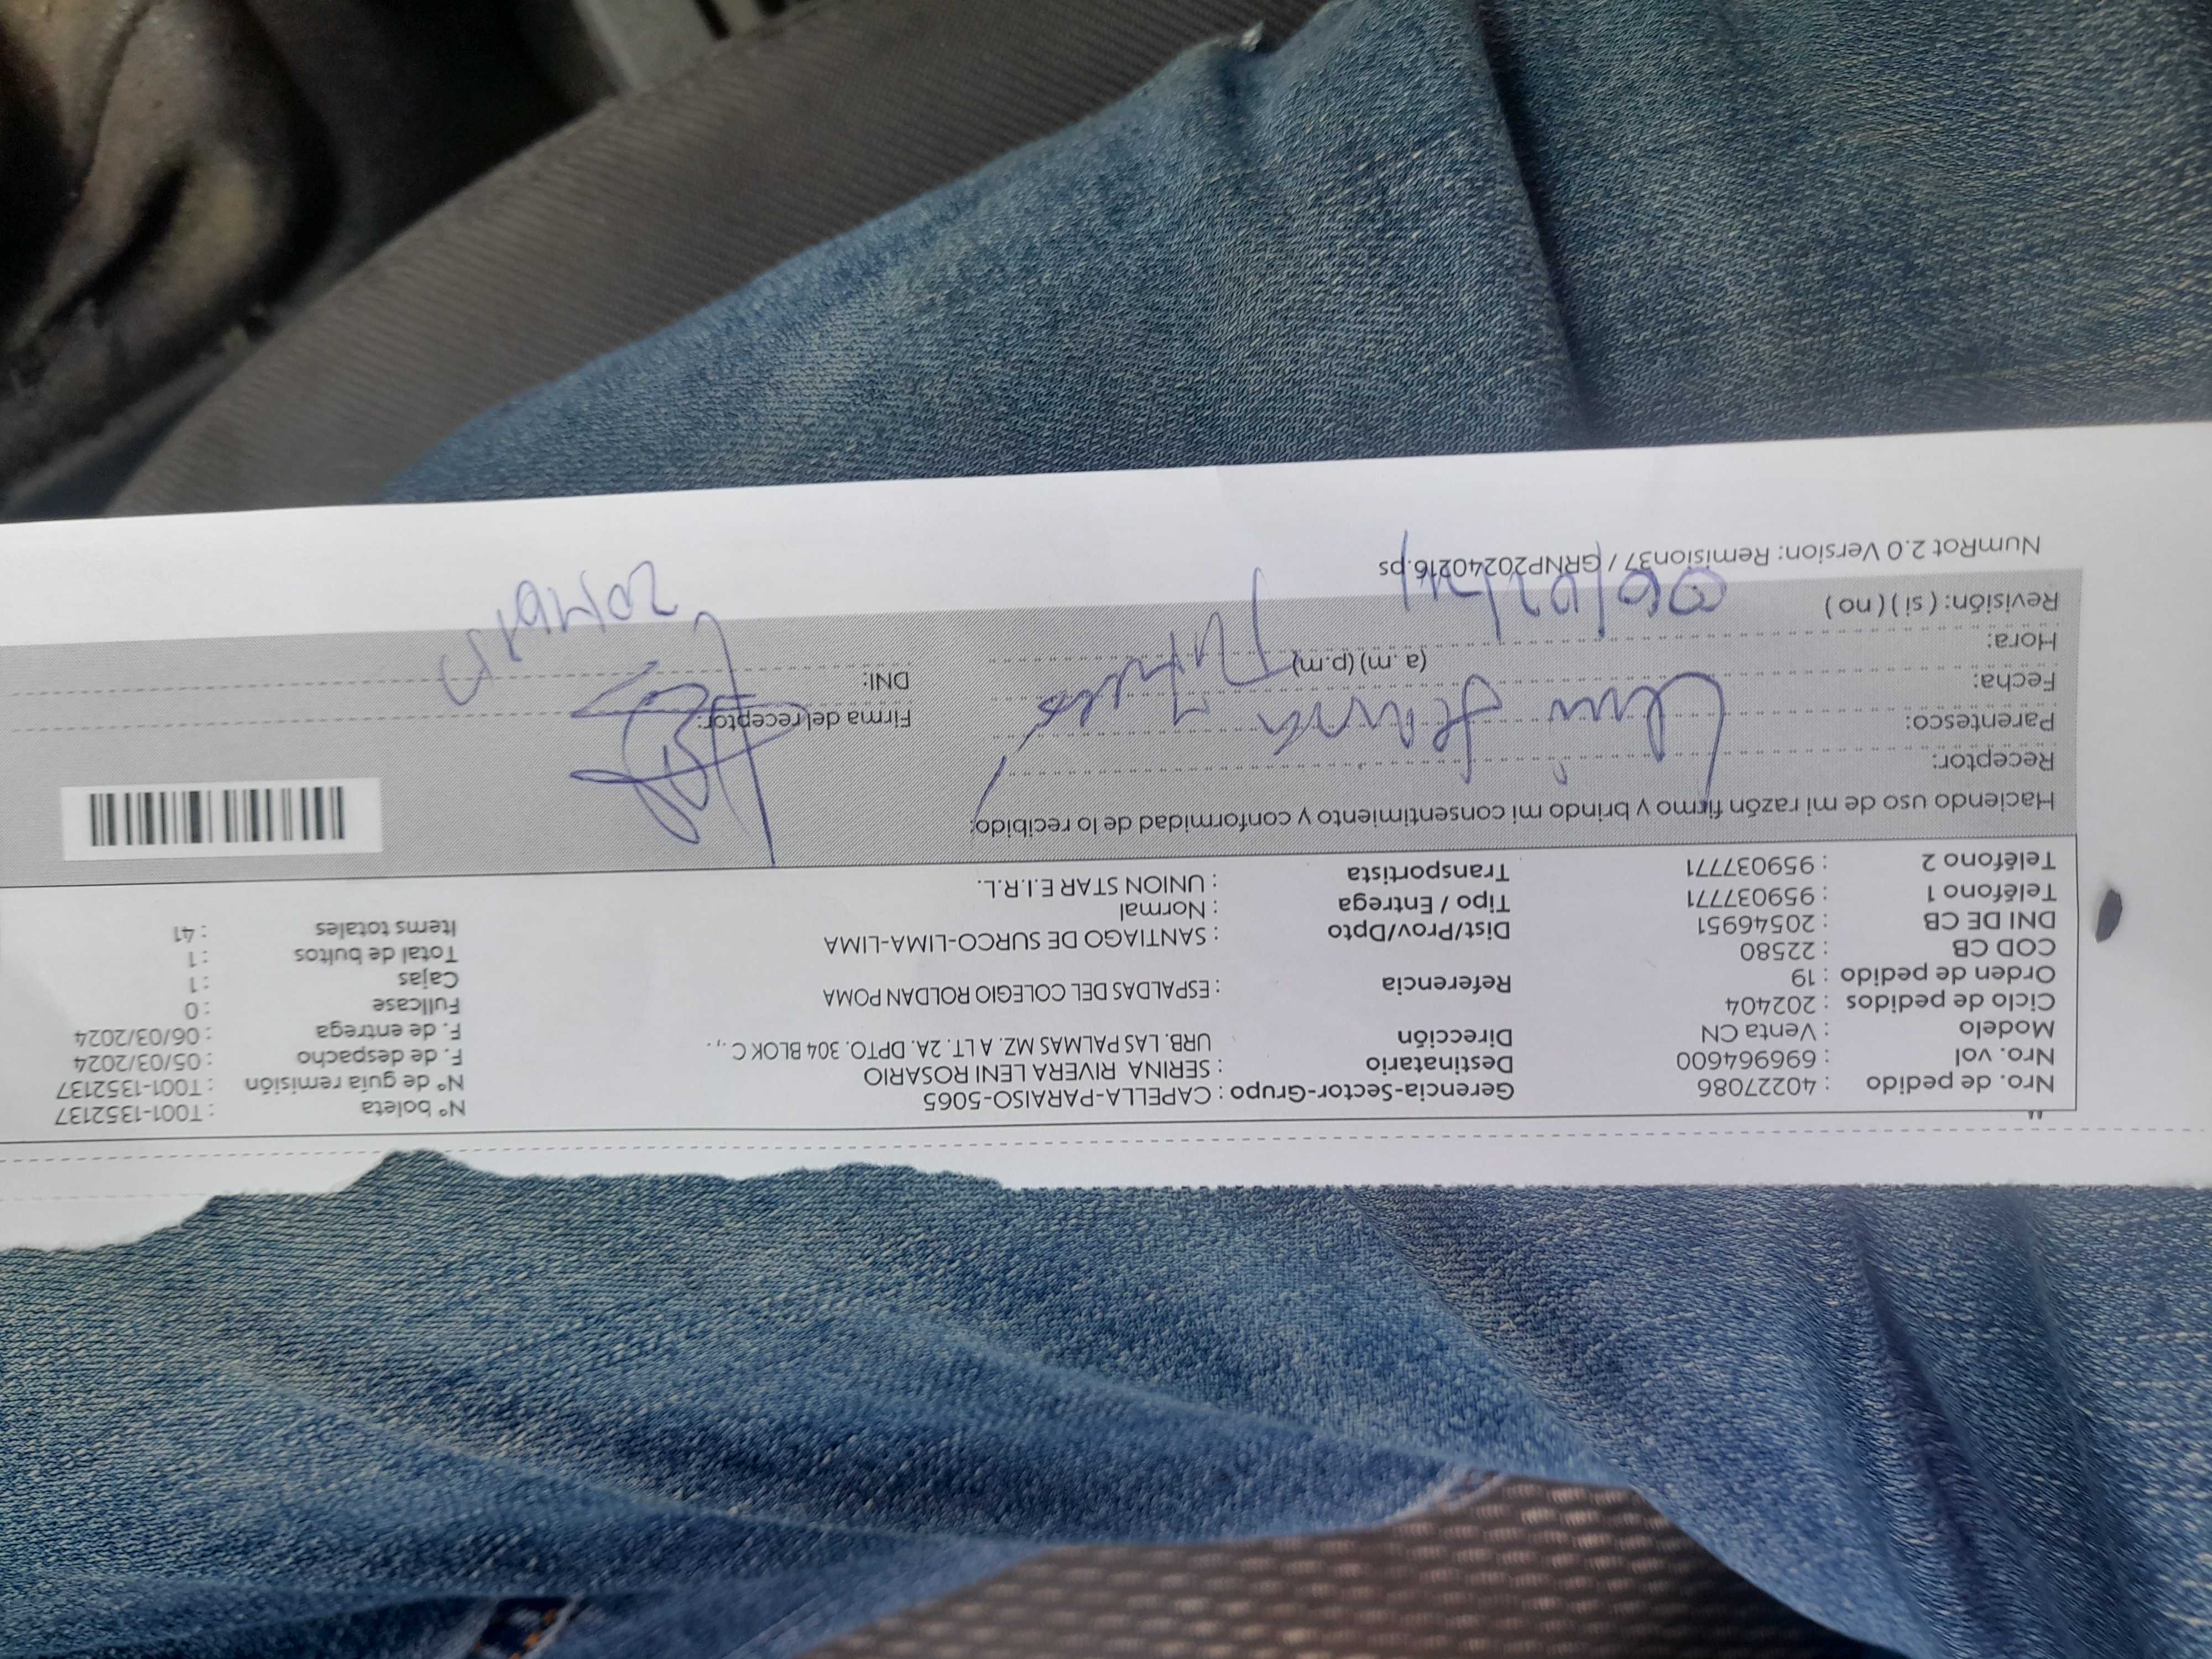 Nro. de pedido : 40227086 Gerencia-Sector-Grupo : CAPELLA-PARAISO-5065 N° boleta : T001-1352137
Nro. vol : 696964600 Destinatario : SERINA RIVERA LENI ROSARIO N° de guía remisión : T001-1352137
Modelo : Venta CN Dirección URB. LAS PALMAS MZ. A LT. 2A. DPTO. 304 BLOK C ., . F. de despacho : 05/03/2024
Ciclo de pedidos : 202404 F. de entrega : 06/03/2024
Orden de pedido : 19 Referencia : ESPALDAS DEL COLEGIO ROLDAN POMA Fullcase : 0
COD CB : 22580 Cajas : 1
DNI DE CB : 20546951 Dist/Prov/Dpto : SANTIAGO DE SURCO-LIMA-LIMA Total de bultos : 1
Teléfono 1 : 959037771 Tipo / Entrega : Normal Items totales : 41
Teléfono 2 : 959037771 Transportista : UNION STAR E.I.R.L.
Haciendo uso de mi razón firmo y brindo mi consentimiento y conformidad de lo recibido:
Receptor:
Parentesco: Leni Serina Firma del receptor:
Fecha: DNI:
Hora: (a.m) (p.m)
Revisión: ( si ) ( no )
NumRot 2.0 Version: Remision37 / GRNP20240216.ps